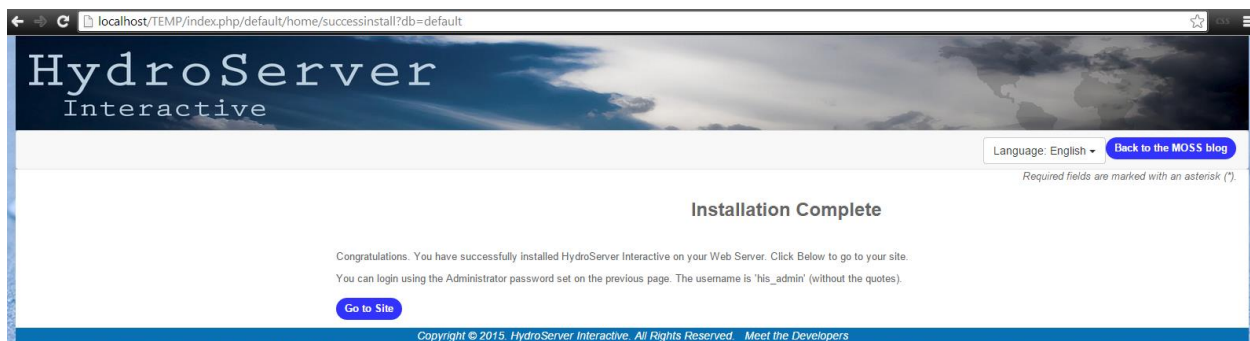 localhost/TEMP/index.php/default/home/successinstall?db=default
CSS
HydroServer
Interactive
Language: English
Back to the MOSS blog
Required fields are marked with an asterisk (*).
Installation Complete
Congratulations. You have successfully installed HydroServer Interactive on your Web Server. Click Below to go to your site.
You can login using the Administrator password set on the previous page. The username is 'his_admin' (without the quotes).
Go to Site
Copyright © 2015. HydroServer Interactive. All Rights Reserved. Meet the Developers